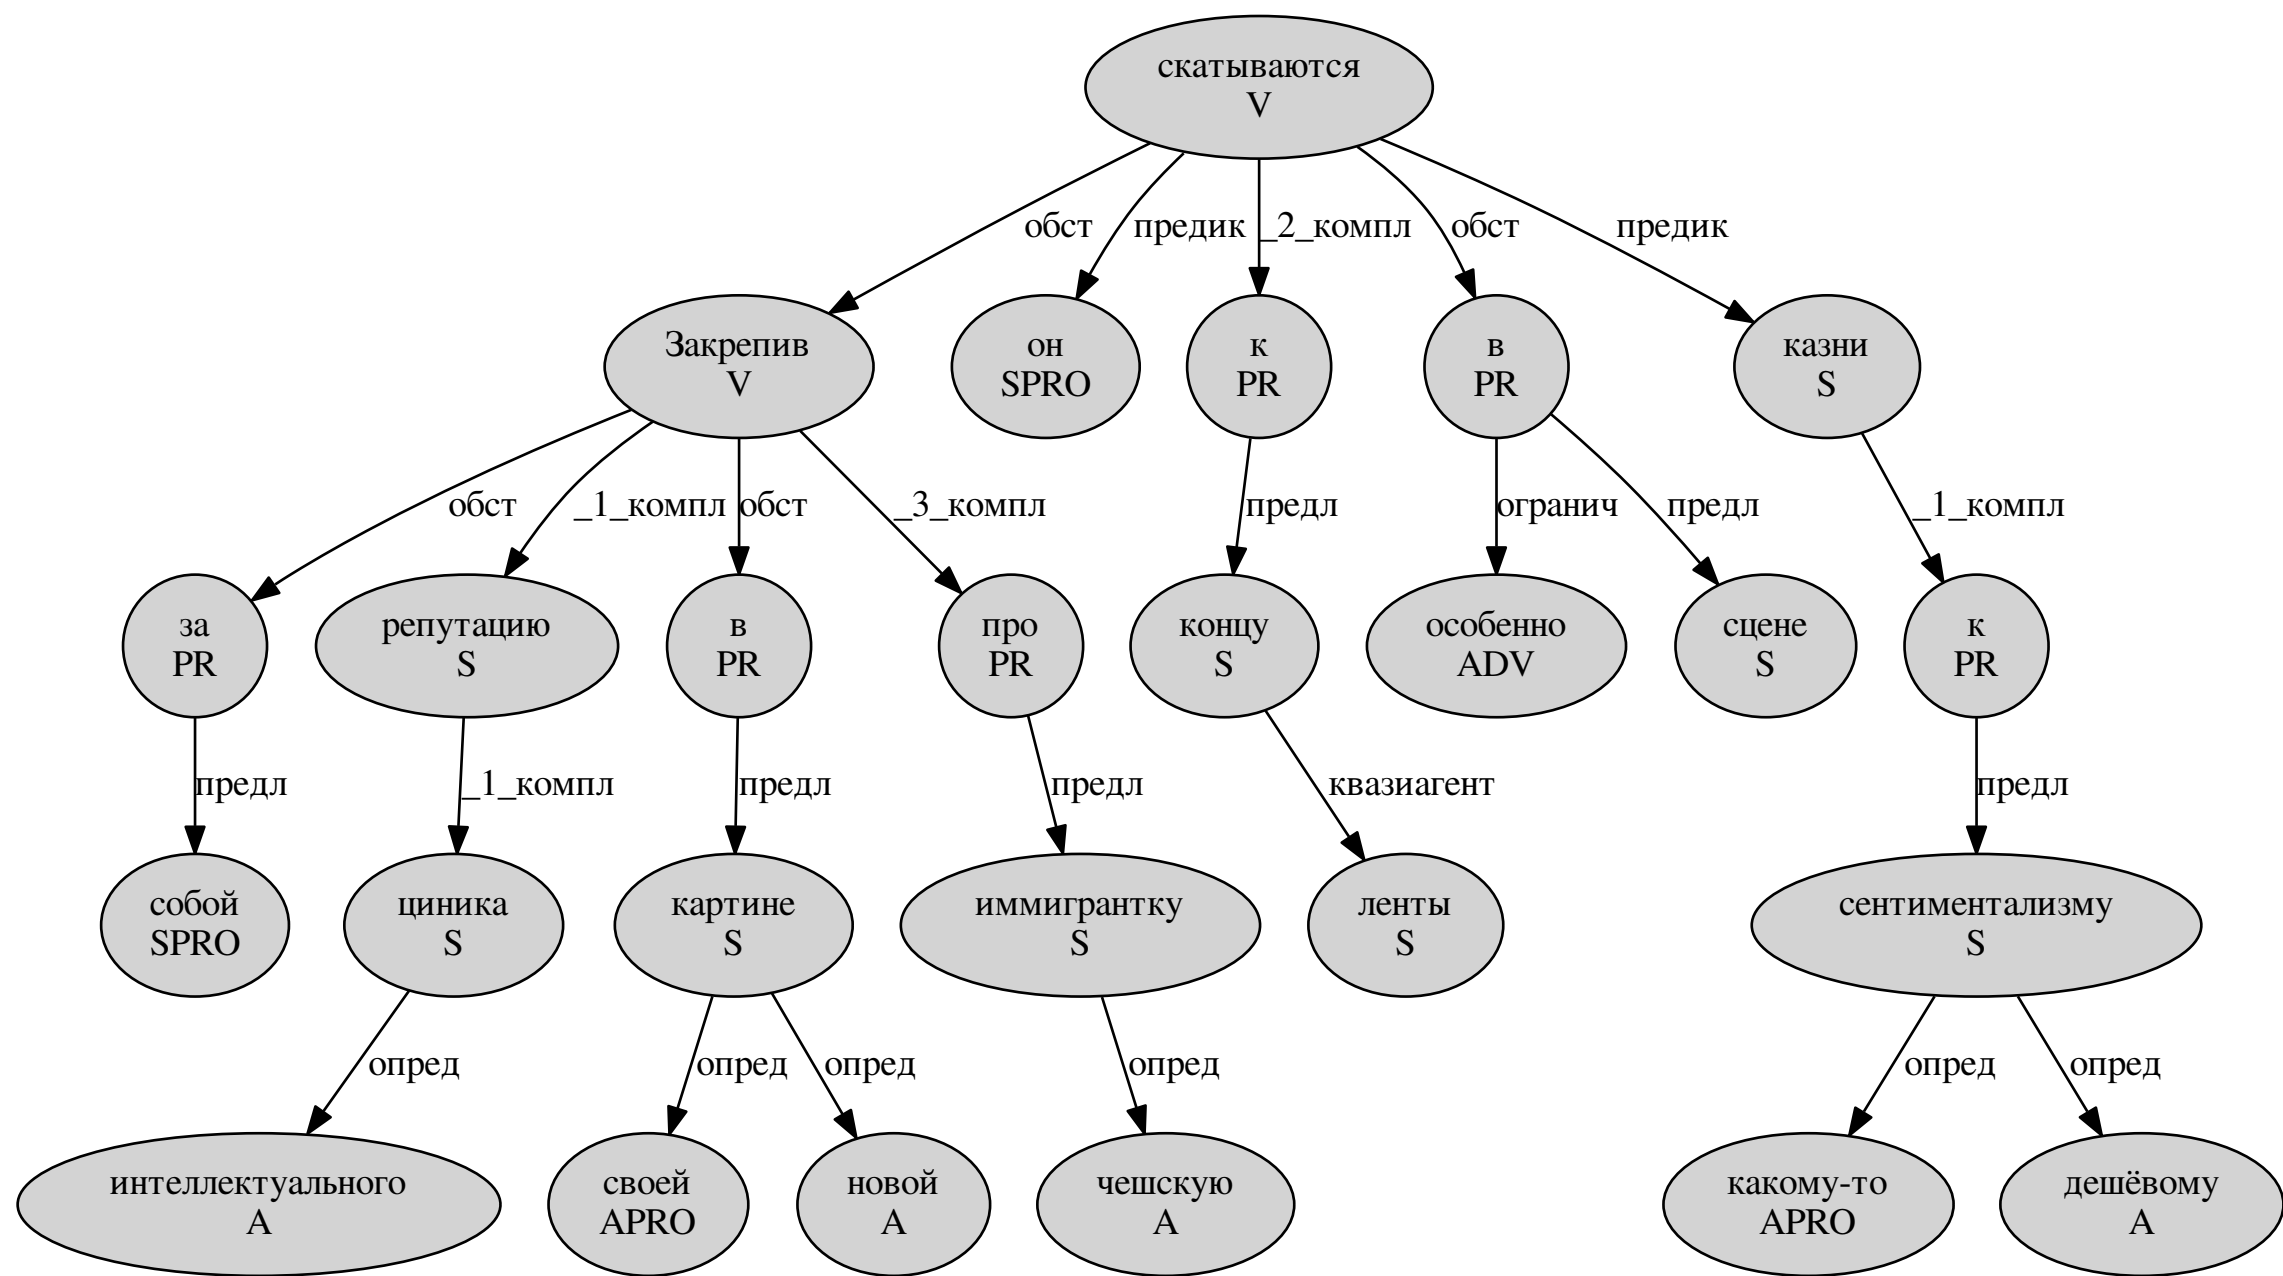 скатываются
V
обст
предик
_2_компл
обст
предик
Закрепив
V
он
SPRO
к
PR
в
PR
казни
S
обст
_1_компл
обст
_3_компл
предл
огранич
предл
_1_компл
за
PR
репутацию
S
в
PR
про
PR
концу
S
особенно
ADV
сцене
S
к
PR
предл
_1_компл
предл
предл
квазиагент
предл
собой
SPRO
циника
S
картине
S
иммигрантку
S
ленты
S
сентиментализму
S
опред
опред
опред
опред
опред
опред
интеллектуального
A
своей
APRO
новой
A
чешскую
A
какому-то
APRO
дешёвому
A